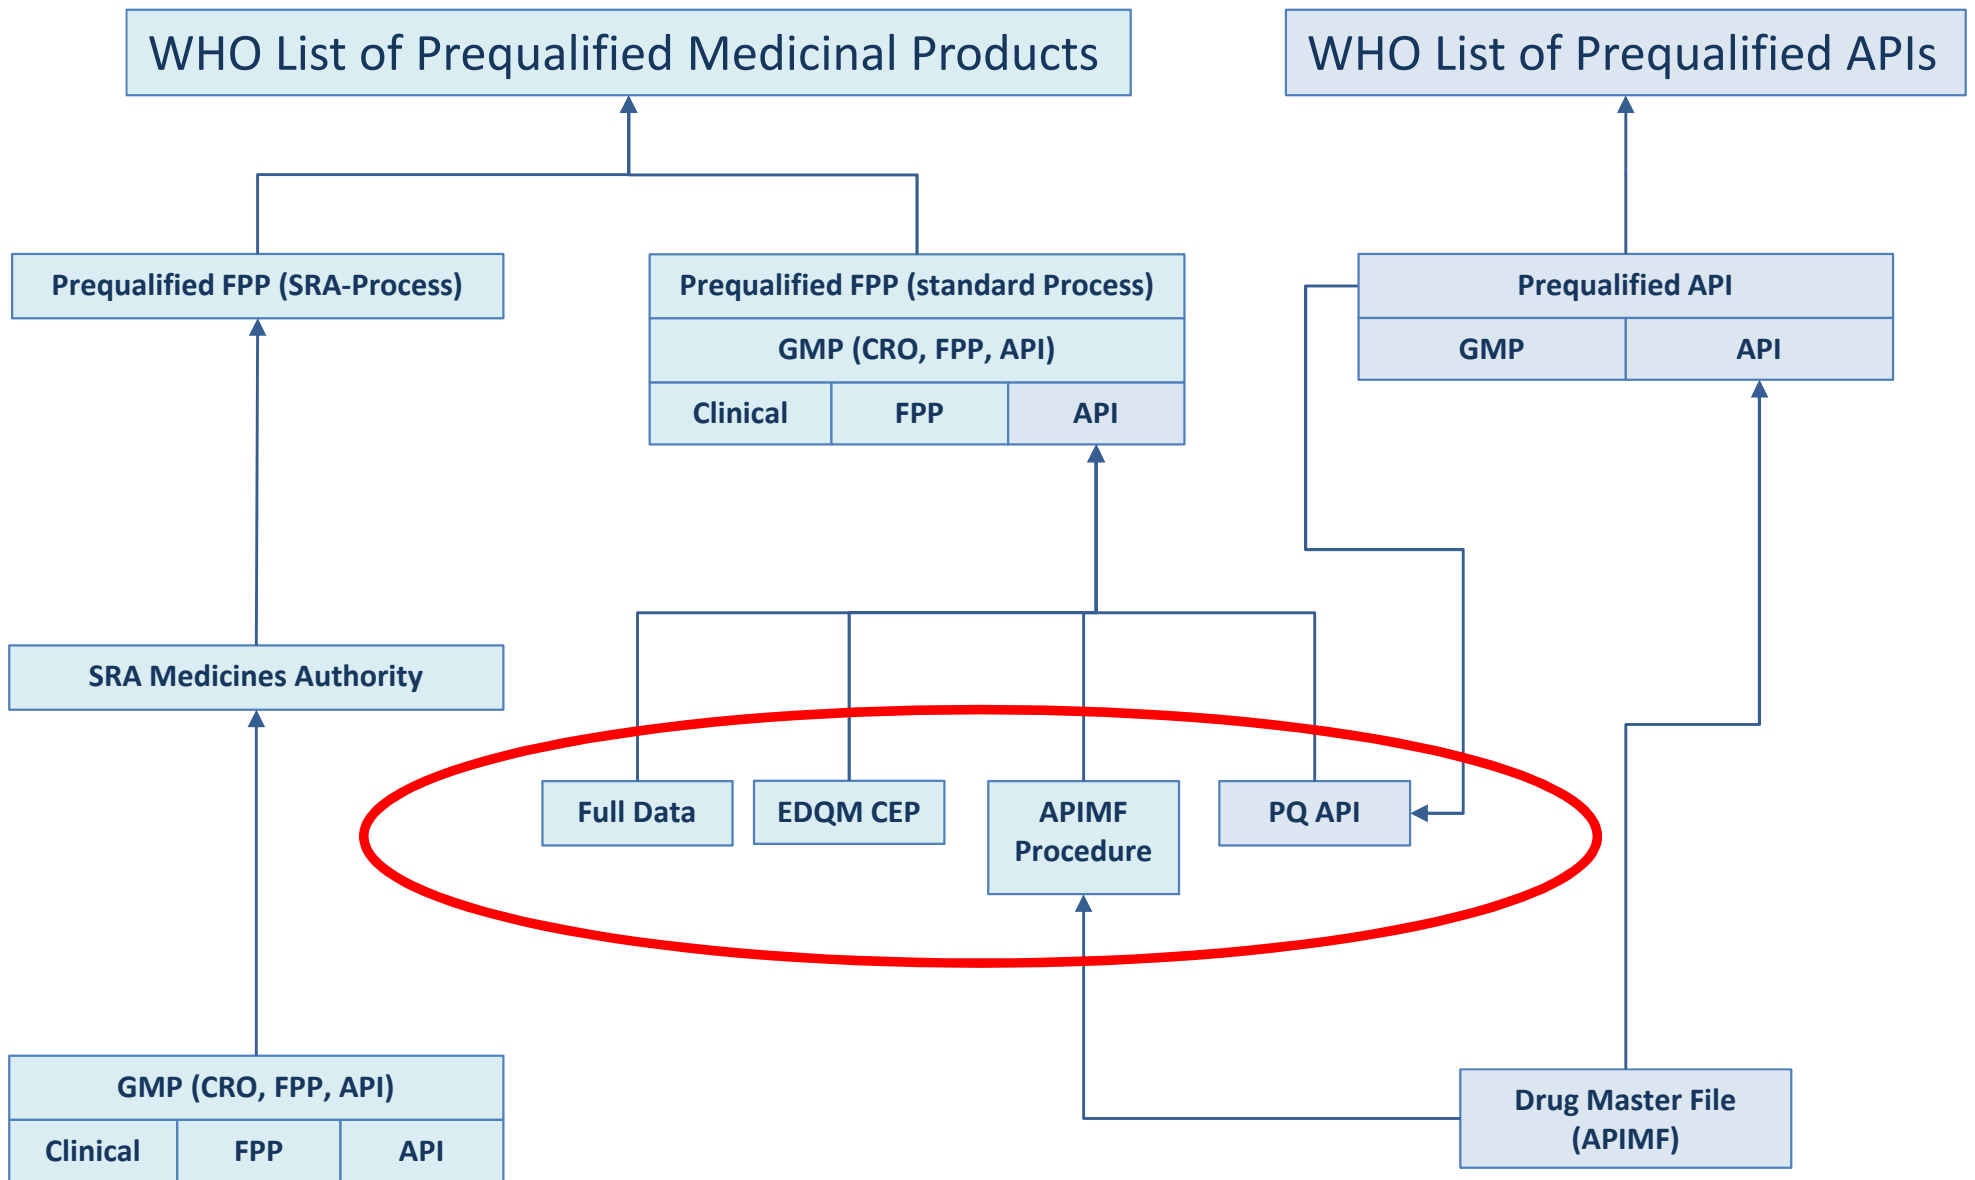 WHO List of Prequalified Medicinal Products
WHO List of Prequalified APIs
Prequalified FPP (SRA-Process)
Prequalified FPP (standard Process)
GMP (CRO, FPP, API)
Clinical
FPP
API
Prequalified API
GMP
API
SRA Medicines Authority
Full Data
EDQM CEP
APIMF
Procedure
PQ API
GMP (CRO, FPP, API)
Clinical
FPP
API
Drug Master File
(APIMF)